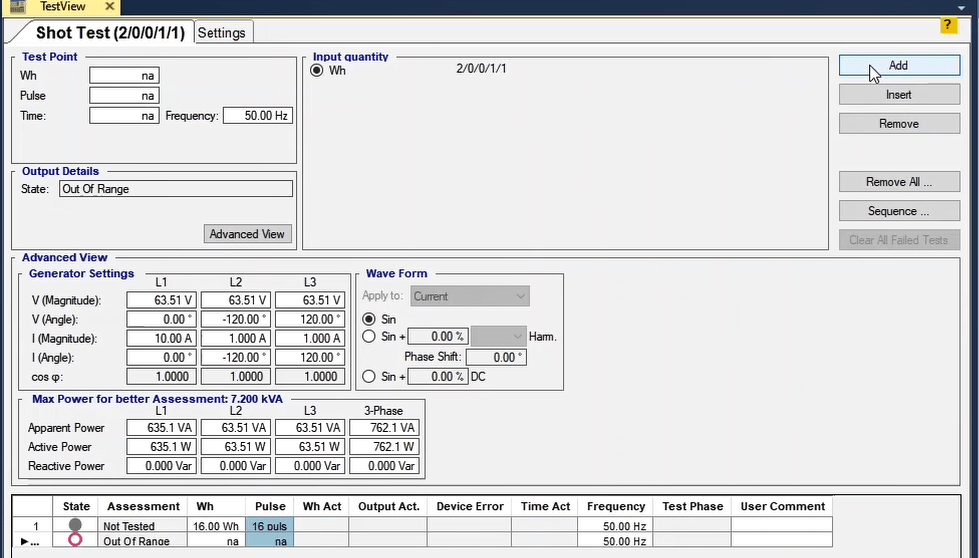 TestView
Shot Test (2/0/0/1/1)
Settings
?
Test Point
Wh na
Pulse na
Time: na Frequency: 50.00 Hz
Input quantity
Wh 2/0/0/1/1
Add
Insert
Remove
Remove All ...
Sequence ...
Clear All Failed Tests
Output Details
State: Out Of Range
Advanced View
Advanced View
Generator Settings
L1 L2 L3
V (Magnitude): 63.51 V 63.51 V 63.51 V
V (Angle): 0.00 ° -120.00 ° 120.00 °
I (Magnitude): 10.00 A 1.000 A 1.000 A
I (Angle): 0.00 ° -120.00 ° 120.00 °
cos φ: 1.0000 1.0000 1.0000
Wave Form
Apply to: Current
Sin
Sin + 0.00 % Harm.
Phase Shift: 0.00 °
Sin + 0.00 % DC
Max Power for better Assessment: 7.200 kVA
L1 L2 L3 3-Phase
Apparent Power 635.1 VA 63.51 VA 63.51 VA 762.1 VA
Active Power 635.1 W 63.51 W 63.51 W 762.1 W
Reactive Power 0.000 Var 0.000 Var 0.000 Var 0.000 Var
State Assessment Wh Pulse Wh Act Output Act. Device Error Time Act Frequency Test Phase User Comment
1 Not Tested 16.00 Wh 16 puls 50.00 Hz
... Out Of Range na na 50.00 Hz